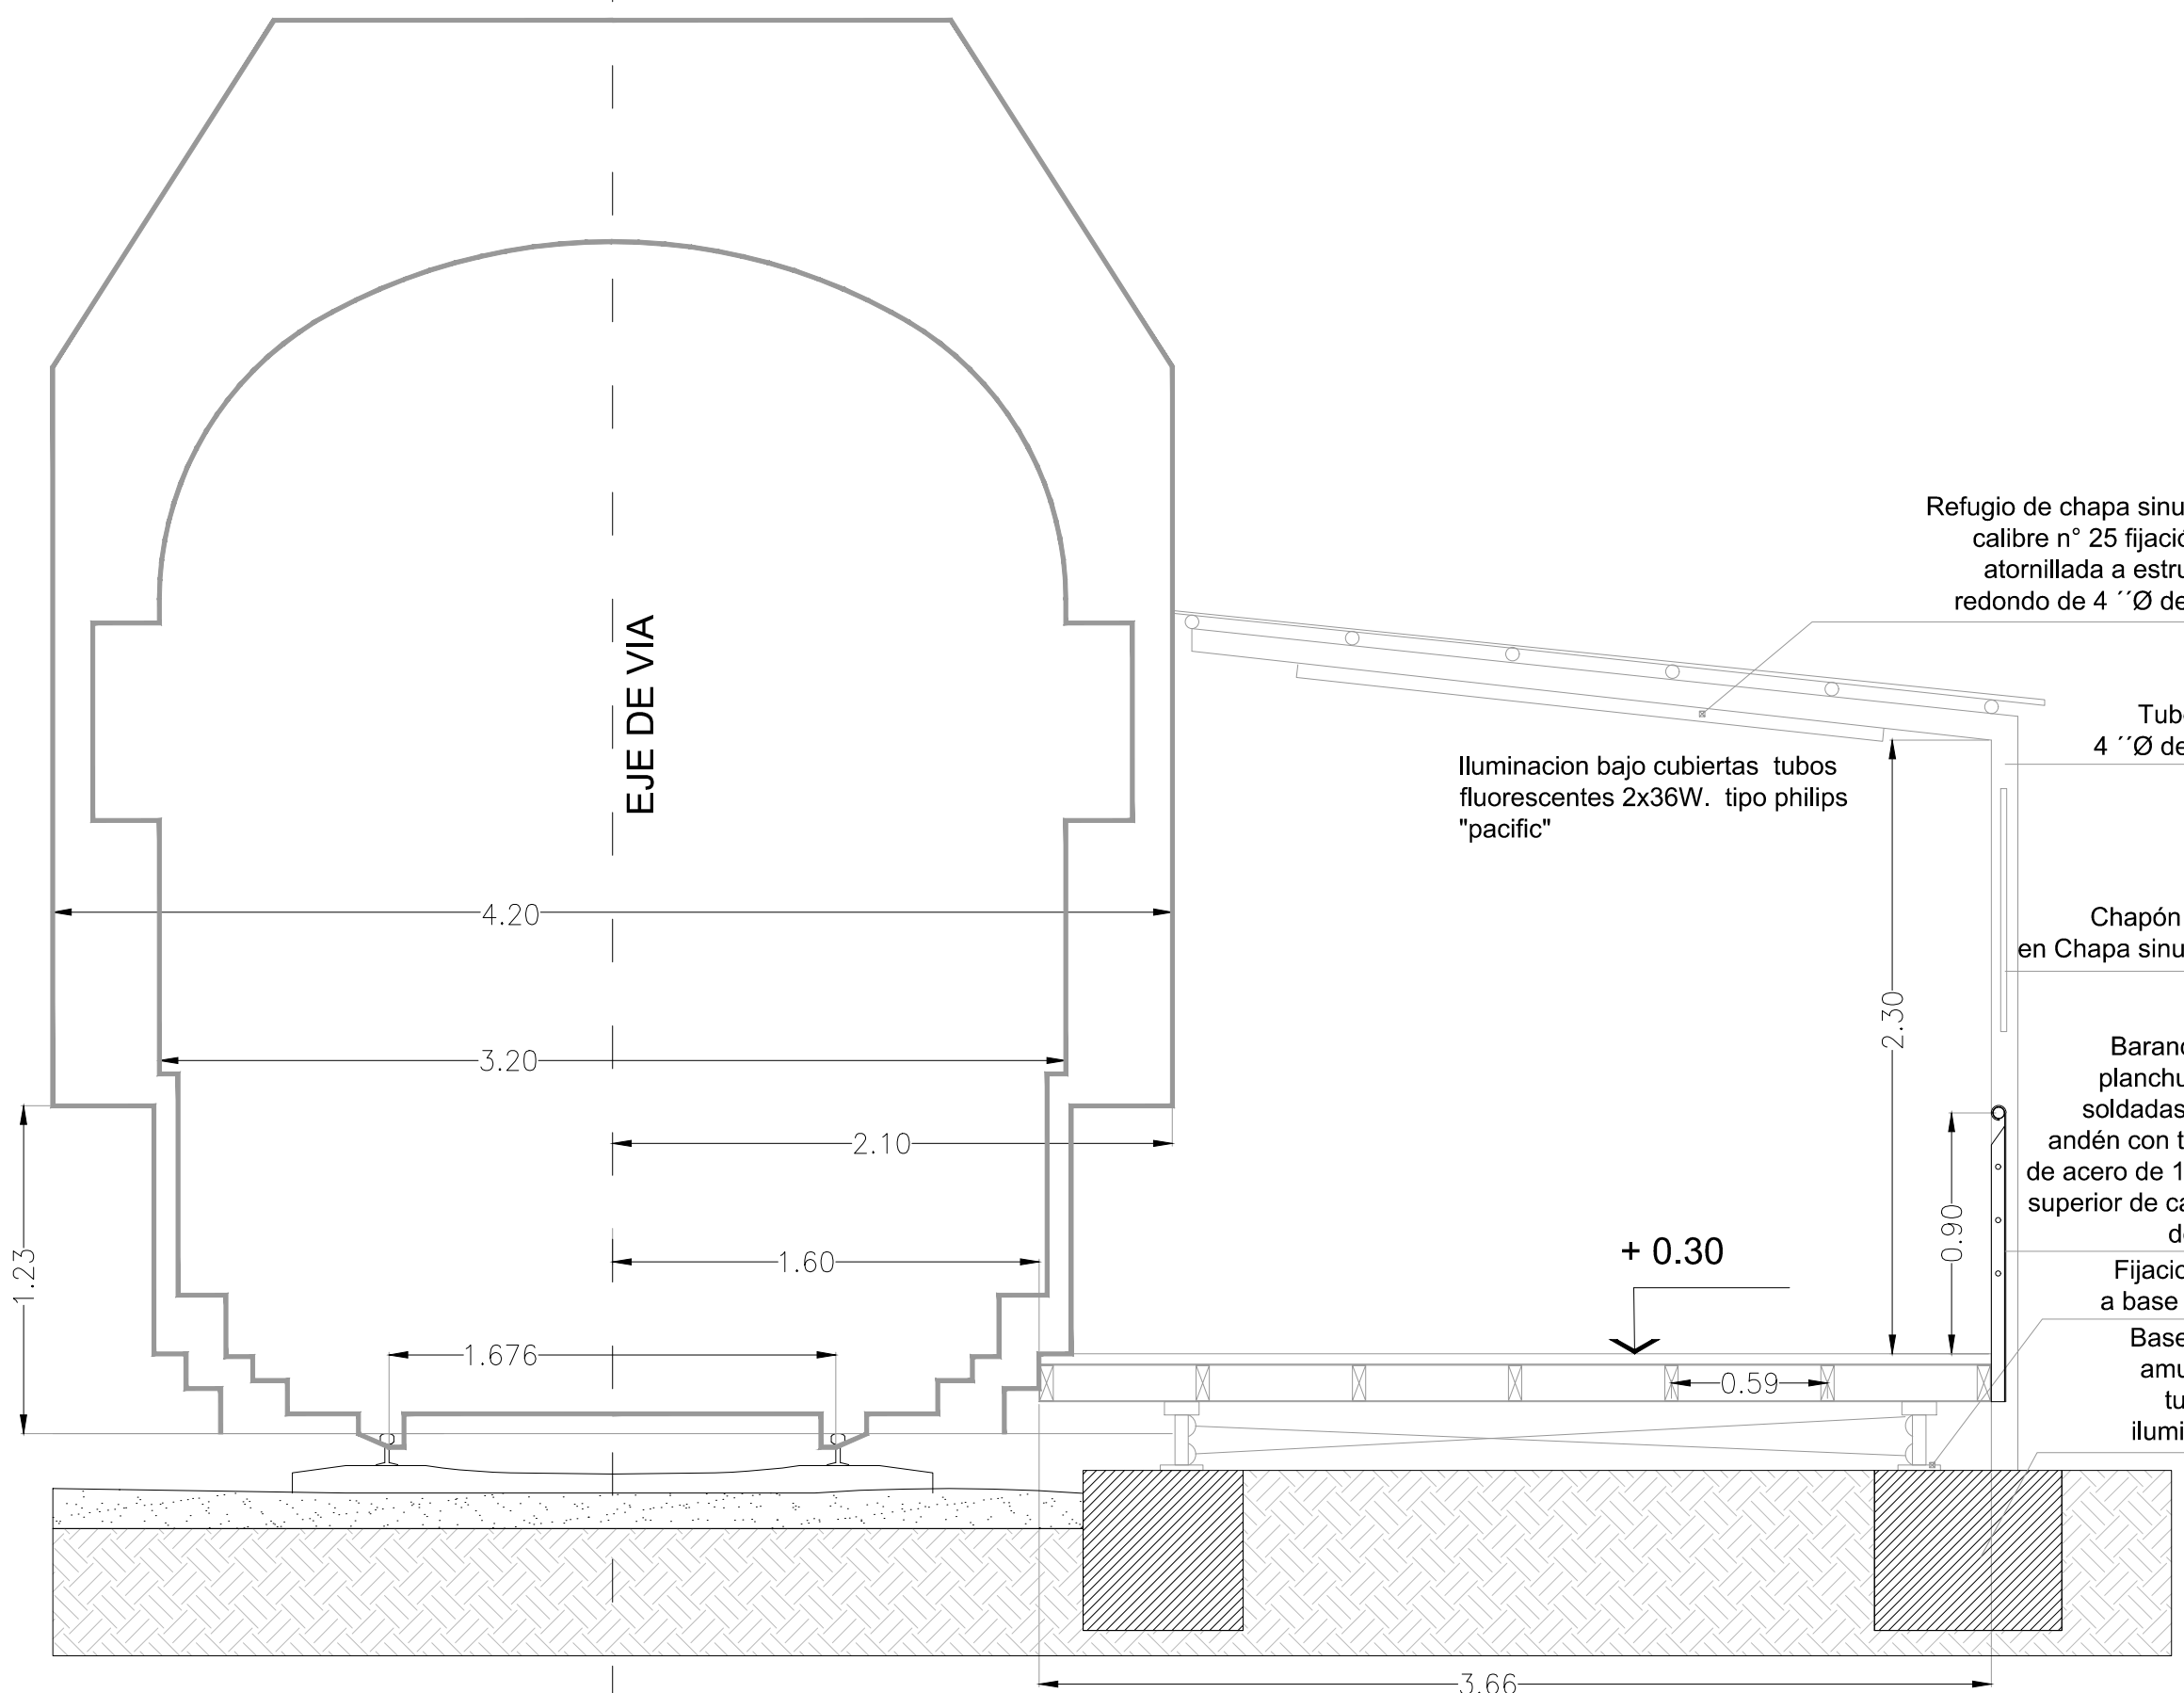 EJE DE VIA
Refugio de chapa sinu
calibre n° 25 fijació
atornillada a estru
redondo de 4 ´´Ø de
Tub
4 ´´Ø de
Iluminacion bajo cubiertas tubos
fluorescentes 2x36W. tipo philips
"pacific"
Chapón
en Chapa sinu
4.20
3.20
2.30
Baran
planchu
soldadas
andén con t
de acero de 1
superior de ca
d
2.10
1.23
1.60
+ 0.30
0.90
Fijacio
a base
Base
amu
tu
ilumi
1.676
0.59
3.66